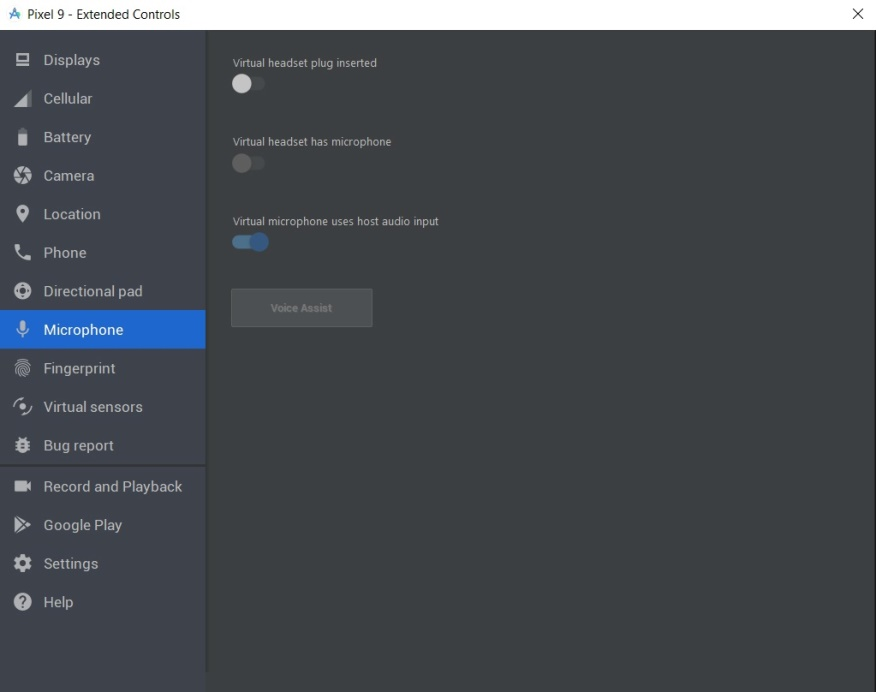 Pixel 9 - Extended Controls
Displays
Cellular
Battery
Camera
Location
Phone
Directional pad
Microphone
Fingerprint
Virtual sensors
Bug report
Record and Playback
Google Play
Settings
Help
Virtual headset plug inserted
Virtual headset has microphone
Virtual microphone uses host audio input
Voice Assist